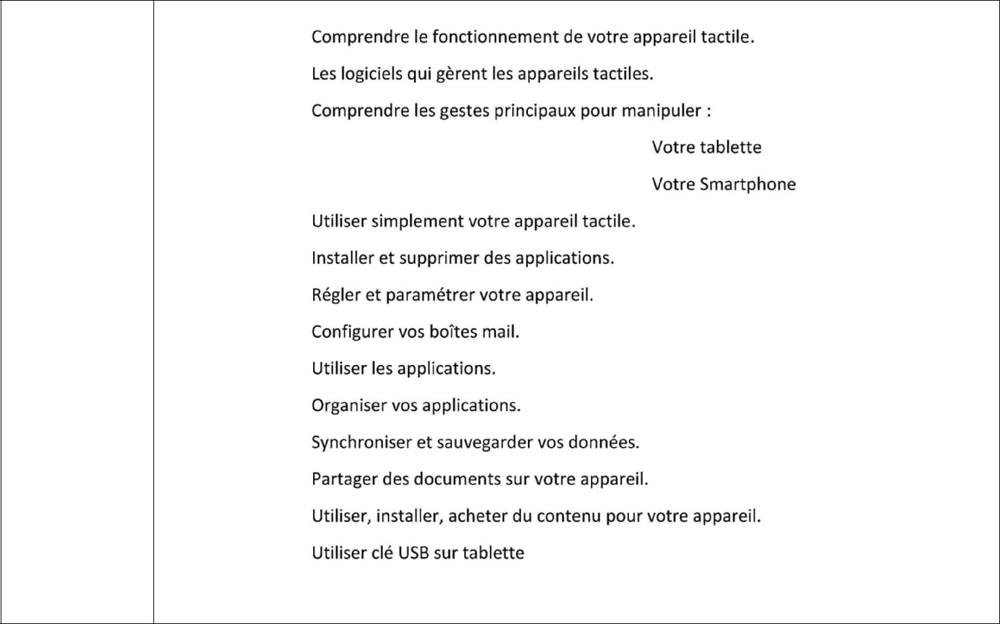 Comprendre le fonctionnement de votre appareil tactile.
Les logiciels qui gèrent les appareils tactiles.
Comprendre les gestes principaux pour manipuler :
Votre tablette
Votre Smartphone
Utiliser simplement votre appareil tactile.
Installer et supprimer des applications.
Régler et paramétrer votre appareil.
Configurer vos boîtes mail.
Utiliser les applications.
Organiser vos applications.
Synchroniser et sauvegarder vos données.
Partager des documents sur votre appareil.
Utiliser, installer, acheter du contenu pour votre appareil.
Utiliser clé USB sur tablette